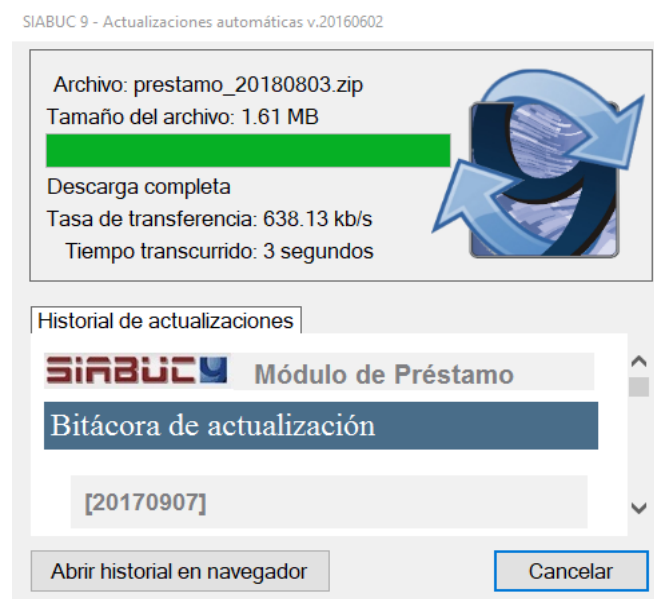 SIABUC 9 - Actualizaciones automáticas v.20160602
Archivo: prestamo_20180803.zip
Tamaño del archivo: 1.61 MB
Descarga completa
Tasa de transferencia: 638.13 kb/s
Tiempo transcurrido: 3 segundos
9
Historial de actualizaciones
SIABUC9 Módulo de Préstamo
Bitácora de actualización
[20170907]
Abrir historial en navegador
Cancelar